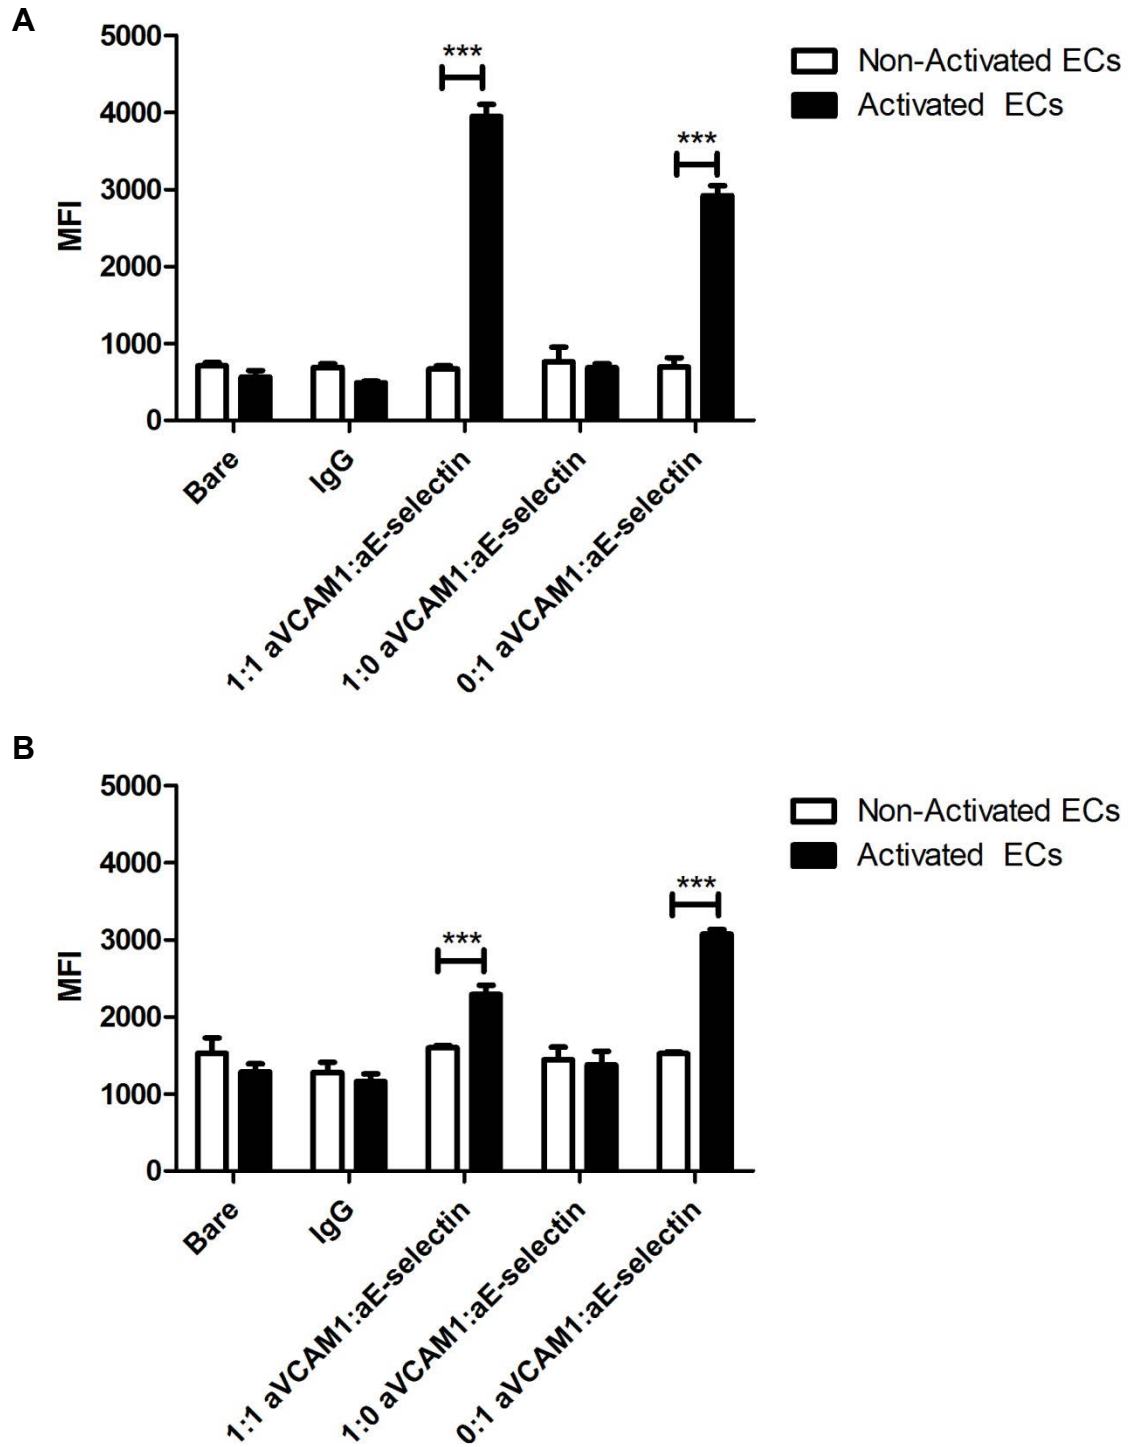 A
5000
4000
3000
2000
1000
0
MFI
***
***
Non-Activated ECs
Activated ECs
Bare
IgG
1:1 aVCAM1:aE-selectin
1:0 aVCAM1:aE-selectin
0:1 aVCAM1:aE-selectin
B
5000
4000
3000
2000
1000
0
MFI
***
***
Non-Activated ECs
Activated ECs
Bare
IgG
1:1 aVCAM1:aE-selectin
1:0 aVCAM1:aE-selectin
0:1 aVCAM1:aE-selectin